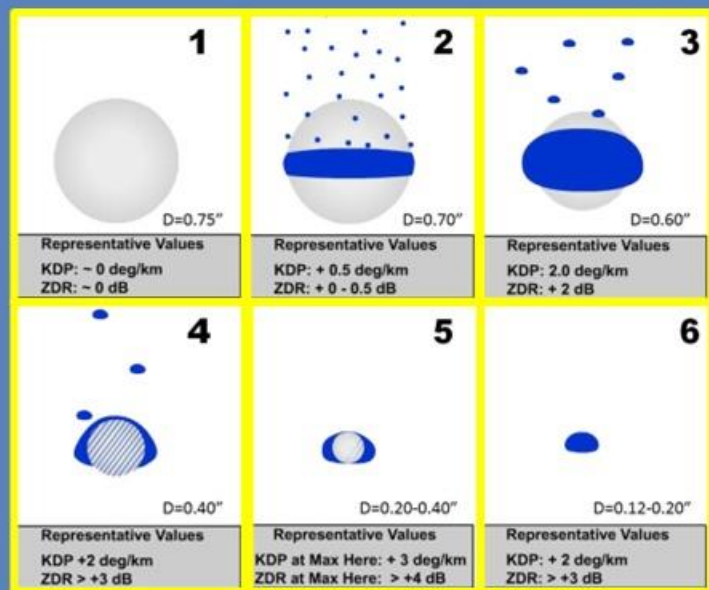 1
D=0.75”
Representative Values
KDP: ~ 0 deg/km
ZDR: ~ 0 dB
2
D=0.70”
Representative Values
KDP: + 0.5 deg/km
ZDR: + 0 - 0.5 dB
3
D=0.60”
Representative Values
KDP: 2.0 deg/km
ZDR: + 2 dB
4
D=0.40”
Representative Values
KDP +2 deg/km
ZDR > +3 dB
5
D=0.20-0.40”
Representative Values
KDP at Max Here: + 3 deg/km
ZDR at Max Here: > +4 dB
6
D=0.12-0.20”
Representative Values
KDP: + 2 deg/km
ZDR: > +3 dB